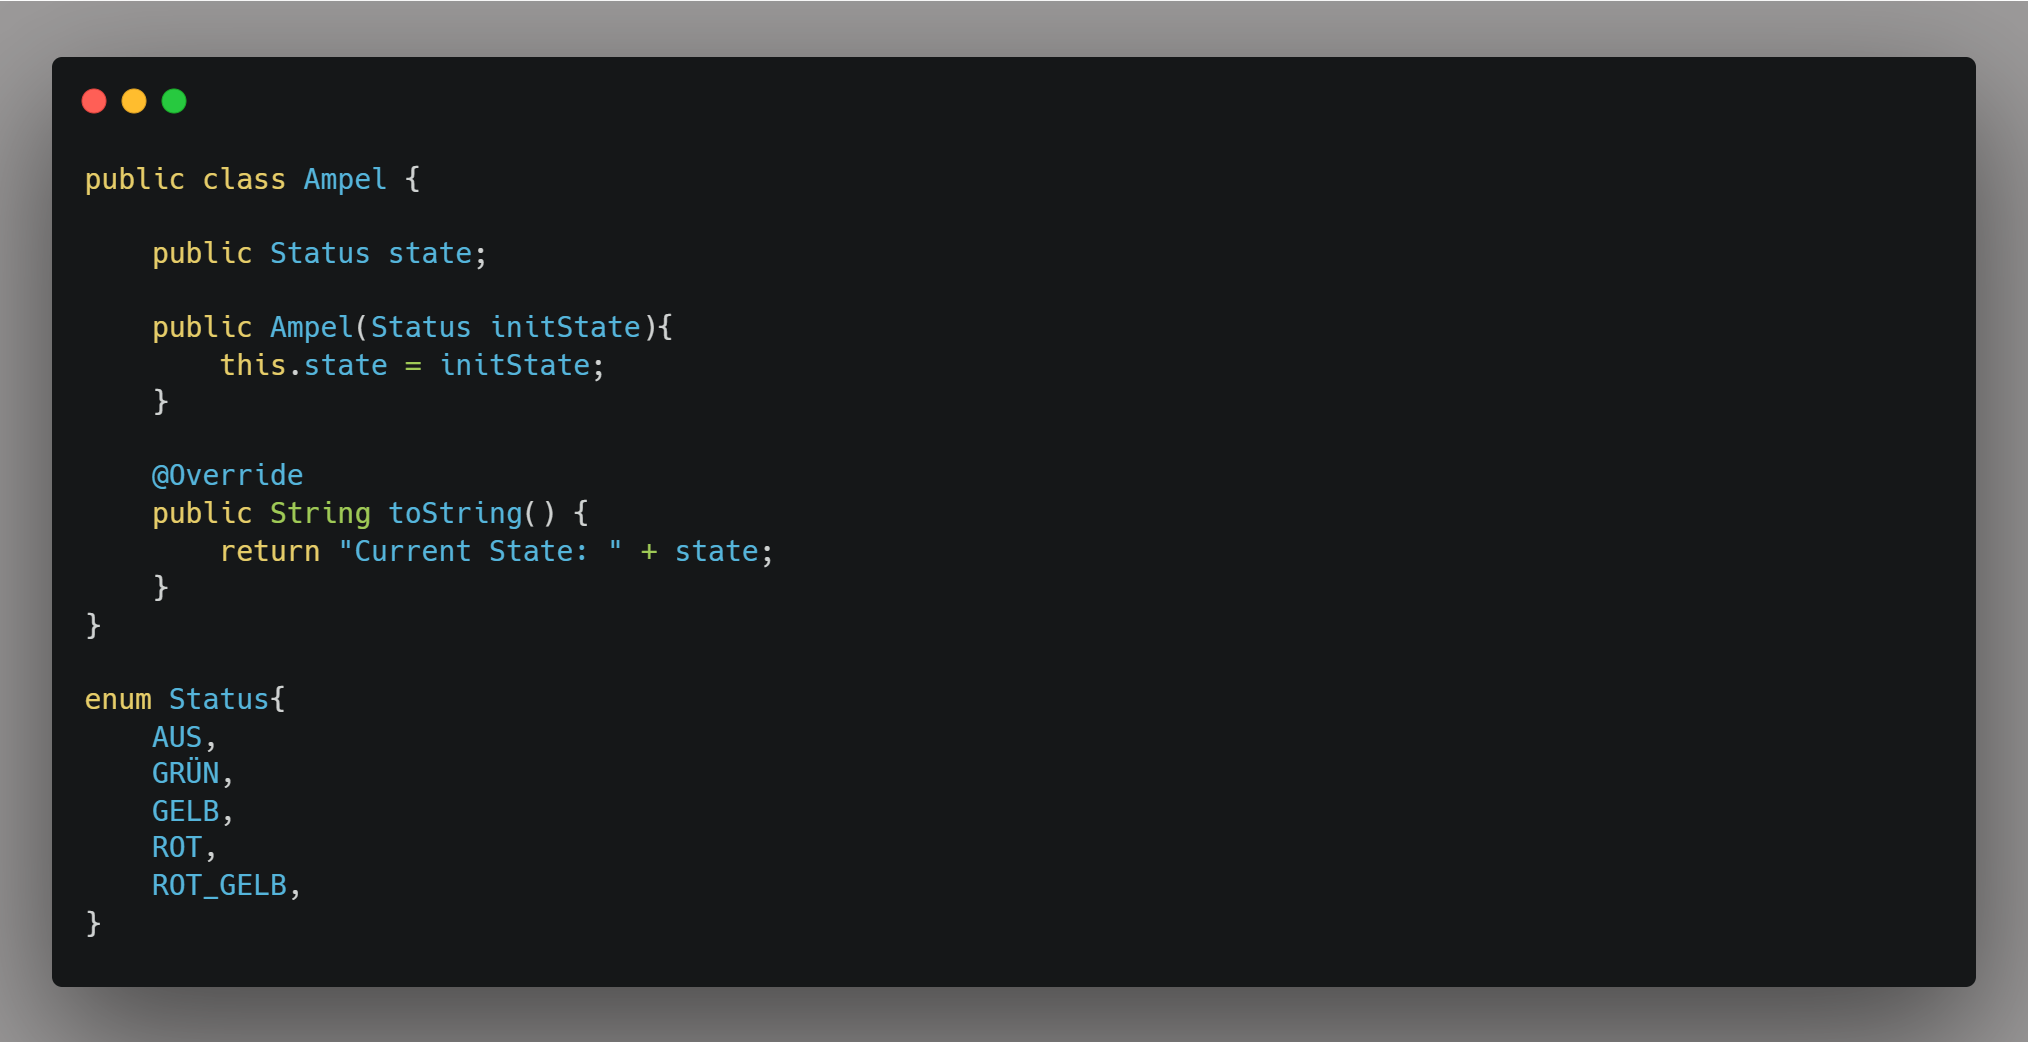 public class Ampel {
    public Status state;
    public Ampel(Status initState){
        this.state = initState;
    }
    @Override
    public String toString() {
        return "Current State: " + state;
    }
}
enum Status{
    AUS,
    GRÜN,
    GELB,
    ROT,
    ROT_GELB,
}